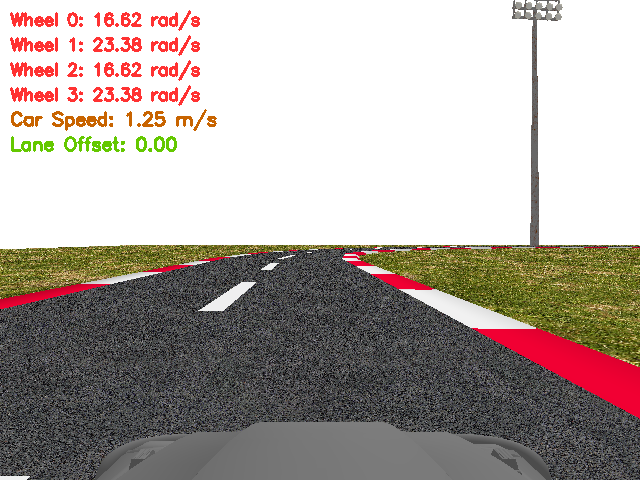 Wheel 0: 16.62 rad/s
Wheel 1: 23.38 rad/s
Wheel 2: 16.62 rad/s
Wheel 3: 23.38 rad/s
Car Speed: 1.25 m/s
Lane Offset: 0.00